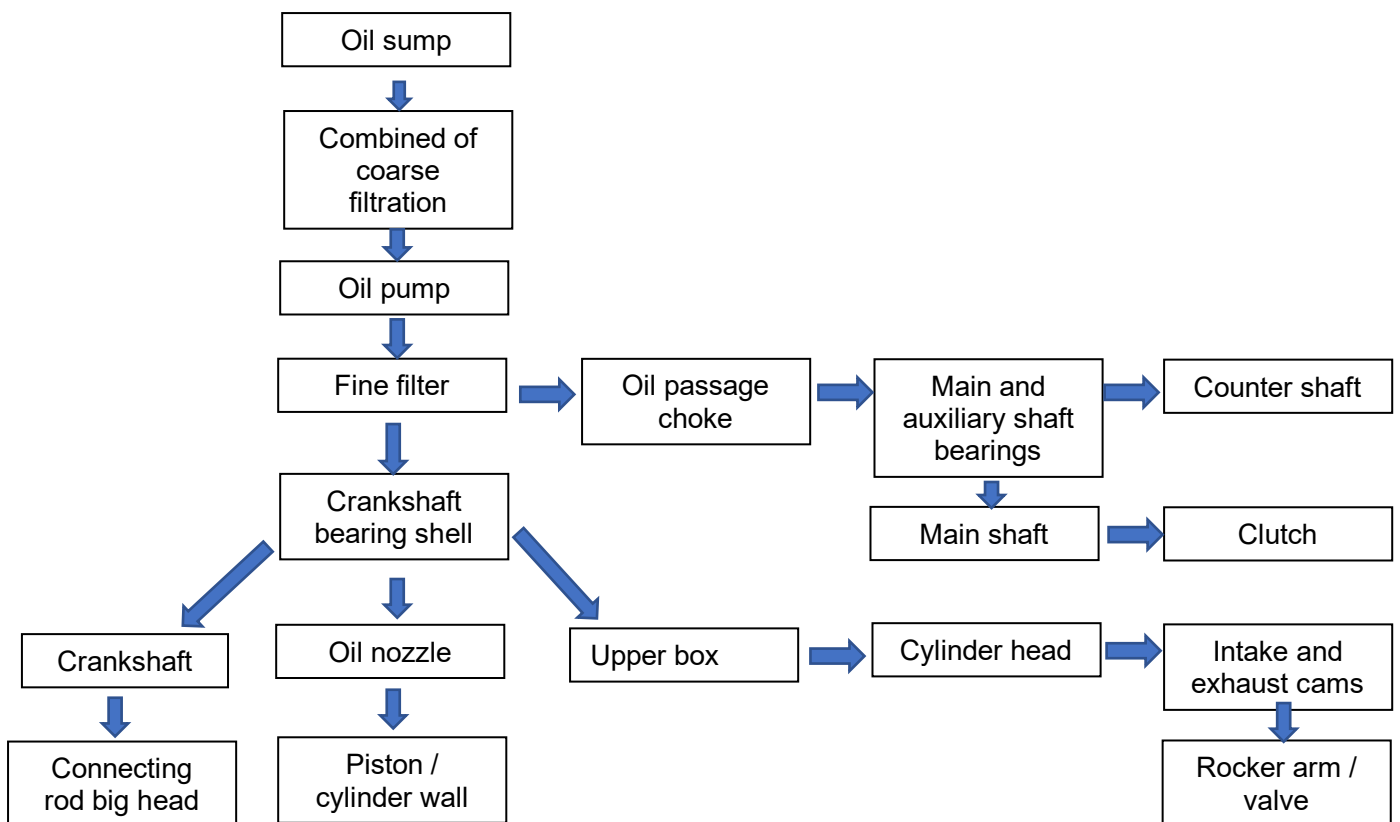 Oil sump
Combined of
coarse
filtration
Oil pump
Fine filter
Oil passage
choke
Main and
auxiliary shaft
bearings
Counter shaft
Crankshaft
bearing shell
Main shaft
Clutch
Crankshaft
Oil nozzle
Upper box
Cylinder head
Intake and
exhaust cams
Connecting
rod big head
Piston /
cylinder wall
Rocker arm /
valve